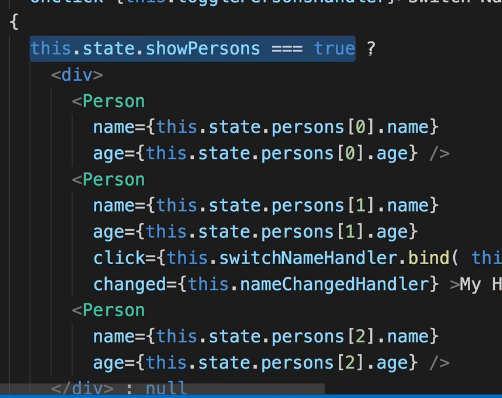 onclick={this.togglePersonsHandler}>Switch Na
{
this.state.showPersons === true ?
<div>
<Person
name={this.state.persons[0].name}
age={this.state.persons[0].age} />
<Person
name={this.state.persons[1].name}
age={this.state.persons[1].age}
click={this.switchNameHandler.bind( thi
changed={this.nameChangedHandler} >My H
<Person
name={this.state.persons[2].name}
age={this.state.persons[2].age} />
</div> : null